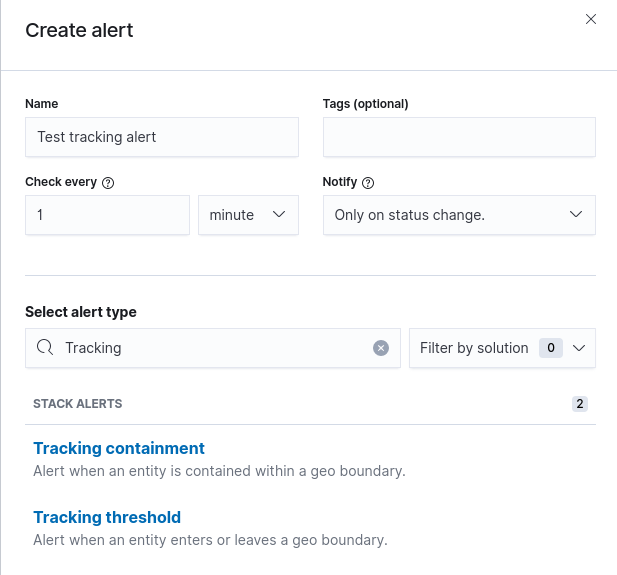 Create alert
Name
Tags (optional)
Test tracking alert
Check every
Notify
1
minute
Only on status change.
Select alert type
Tracking
Filter by solution 0
STACK ALERTS 2
Tracking containment
Alert when an entity is contained within a geo boundary.
Tracking threshold
Alert when an entity enters or leaves a geo boundary.